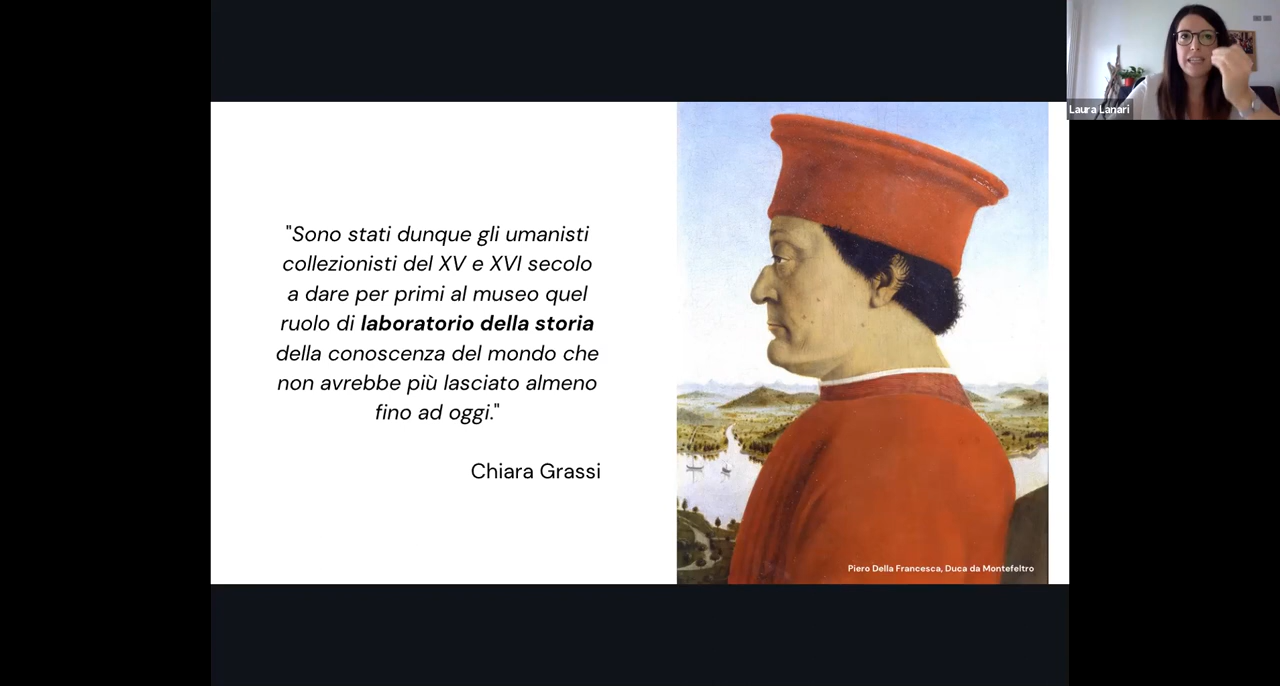 Laura Lanari
"Sono stati dunque gli umanisti
collezionisti del XV e XVI secolo
a dare per primi al museo quel
ruolo di laboratorio della storia
della conoscenza del mondo che
non avrebbe più lasciato almeno
fino ad oggi."
Chiara Grassi
Piero Della Francesca, Duca da Montefeltro